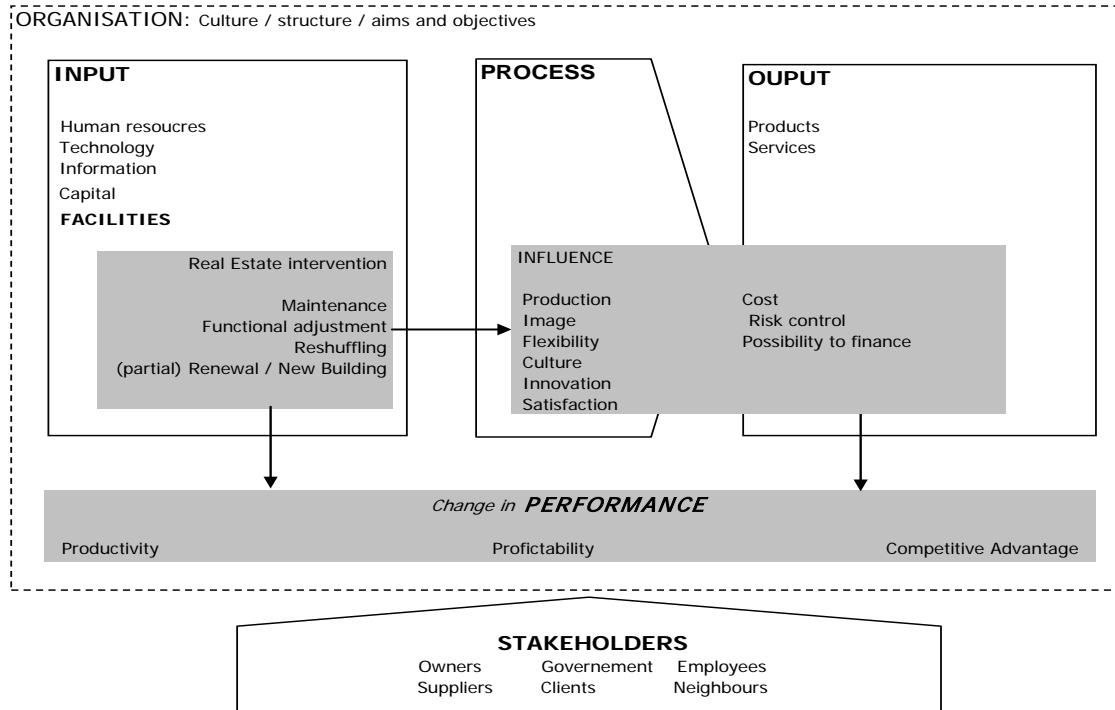 ORGANISATION: Culture / structure / aims and objectives
INPUT
Human resoucres
Technology
Information
Capital
FACILITIES
Real Estate intervention
Maintenance
Functional adjustment
Reshuffling
(partial) Renewal / New Building
PROCESS
OUPUT
Products
Services
INFLUENCE
Production
Image
Flexibility
Culture
Innovation
Satisfaction
Cost
Risk control
Possibility to finance
Change in PERFORMANCE
Productivity
Profictability
Competitive Advantage
STAKEHOLDERS
Owners Governement Employees
Suppliers Clients Neighbours